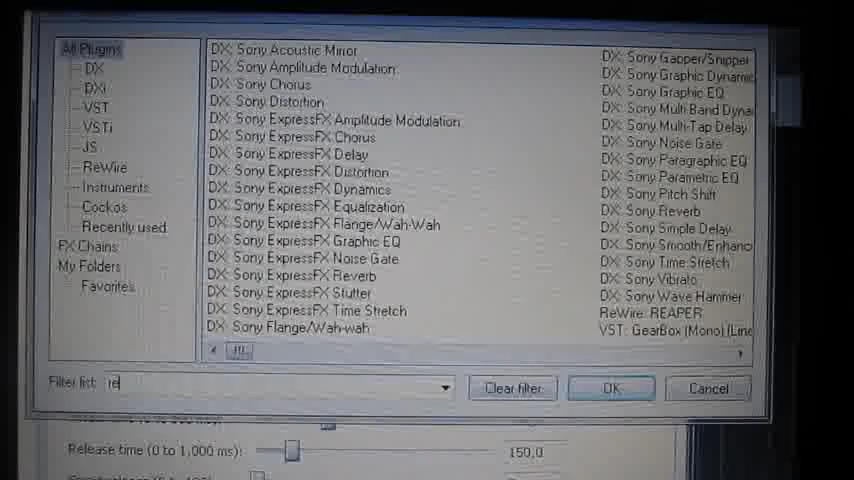 All Plugins
DX
DXi
VST
VSTi
JS
ReWire
Instruments
Cockos
Recently used
FX Chains
My Folders
Favorites
DX: Sony Acoustic Mirror
DX: Sony Amplitude Modulation
DX: Sony Chorus
DX: Sony Distortion
DX: Sony ExpressFX Amplitude Modulation
DX: Sony ExpressFX Chorus
DX: Sony ExpressFX Delay
DX: Sony ExpressFX Distortion
DX: Sony ExpressFX Dynamics
DX: Sony ExpressFX Equalization
DX: Sony ExpressFX Flange/Wah-Wah
DX: Sony ExpressFX Graphic EQ
DX: Sony ExpressFX Noise Gate
DX: Sony ExpressFX Reverb
DX: Sony ExpressFX Stutter
DX: Sony ExpressFX Time Stretch
DX: Sony Flange/Wah-wah
DX: Sony Gapper/Snipper
DX: Sony Graphic Dynamic
DX: Sony Graphic EQ
DX: Sony Multi-Band Dyna
DX: Sony Multi-Tap Delay
DX: Sony Noise Gate
DX: Sony Paragraphic EQ
DX: Sony Parametric EQ
DX: Sony Pitch Shift
DX: Sony Reverb
DX: Sony Simple Delay
DX: Sony Smooth/Enhanc
DX: Sony Time Stretch
DX: Sony Vibrato
DX: Sony Wave Hammer
ReWire: REAPER
VST: GearBox (Mono) (Line
Filter list: re
Clear filter
OK
Cancel
Release time (0 to 1,000 ms):
150,0